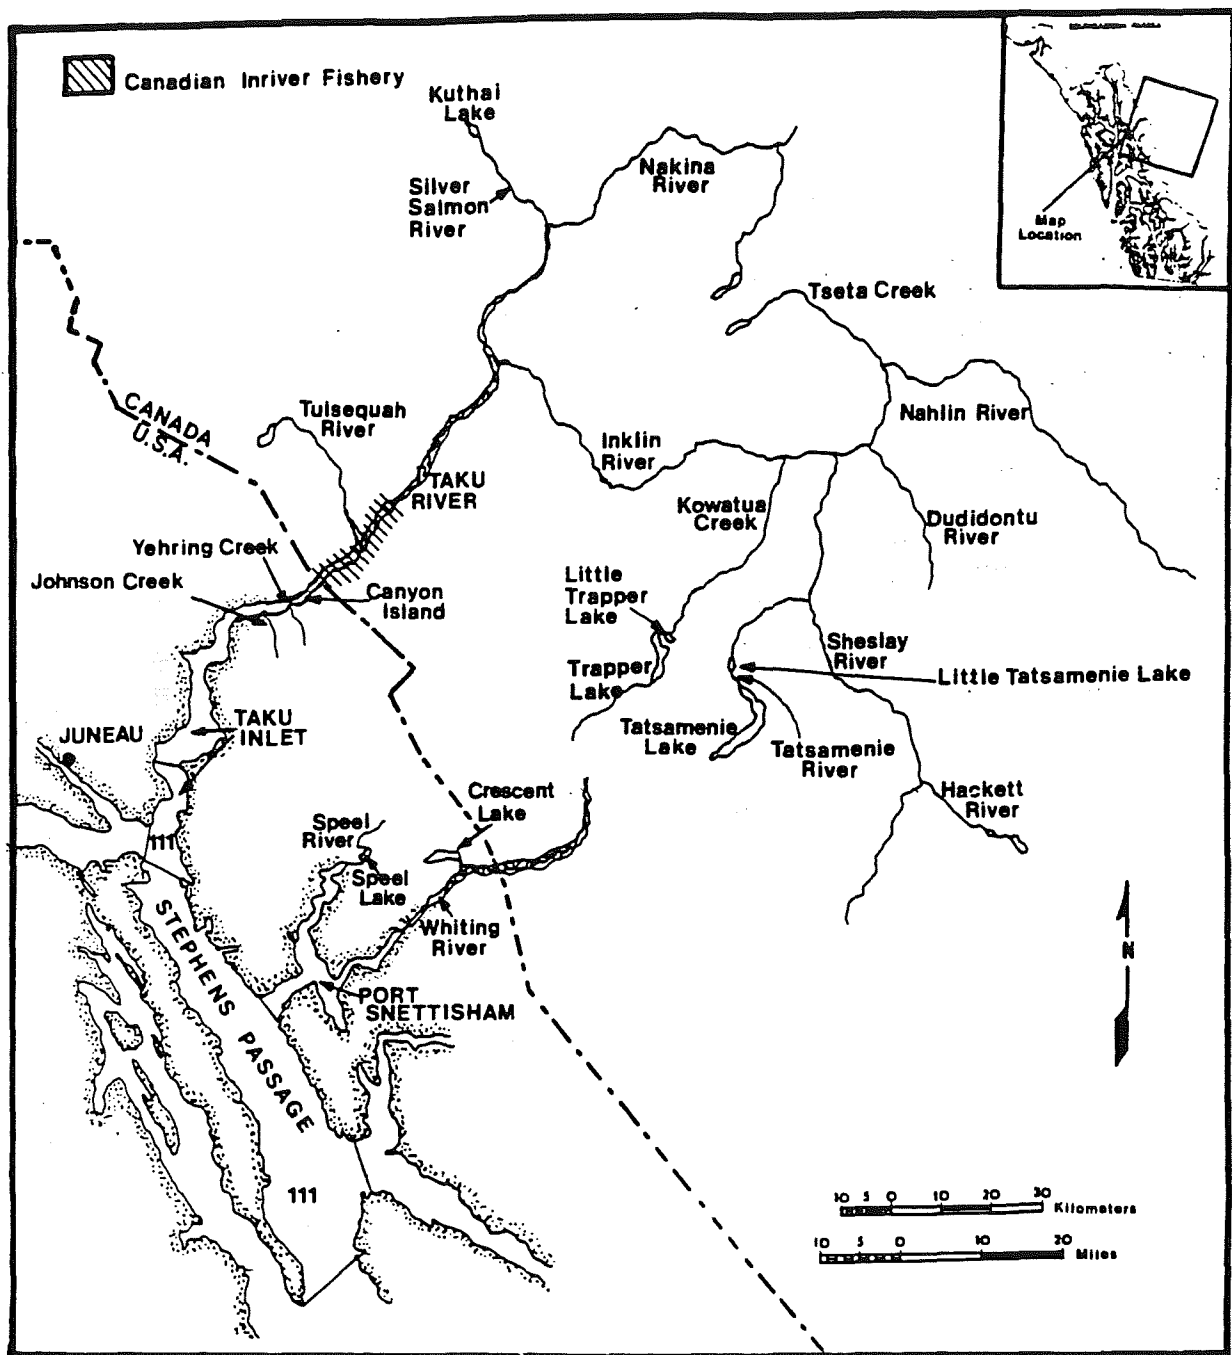 Canadian Inriver Fishery
Kuthai
Lake
Nakina
River
Silver
Salmon
River
Map
Location
Tseta Creek
CANADA
U.S.A.
Tulsequah
River
Nahlin River
Inklin
River
TAKU
RIVER
Kowatua
Creek
Dudidontu
River
Yehring Creek
Johnson Creek
Canyon
Island
Little
Trapper
Lake
Sheslay
River
Trapper
Lake
Little Tatsamenie Lake
TAKU
INLET
JUNEAU
Tatsamenie
Lake
Tatsamenie
River
Crescent
Lake
Hackett
River
Speel
River
111
Speel
Lake
Whiting
River
STEPHENS PASSAGE
N
PORT
SNETTISHAM
111
10 5 0 10 20 30
Kilometers
10 5 0 10 20
Miles